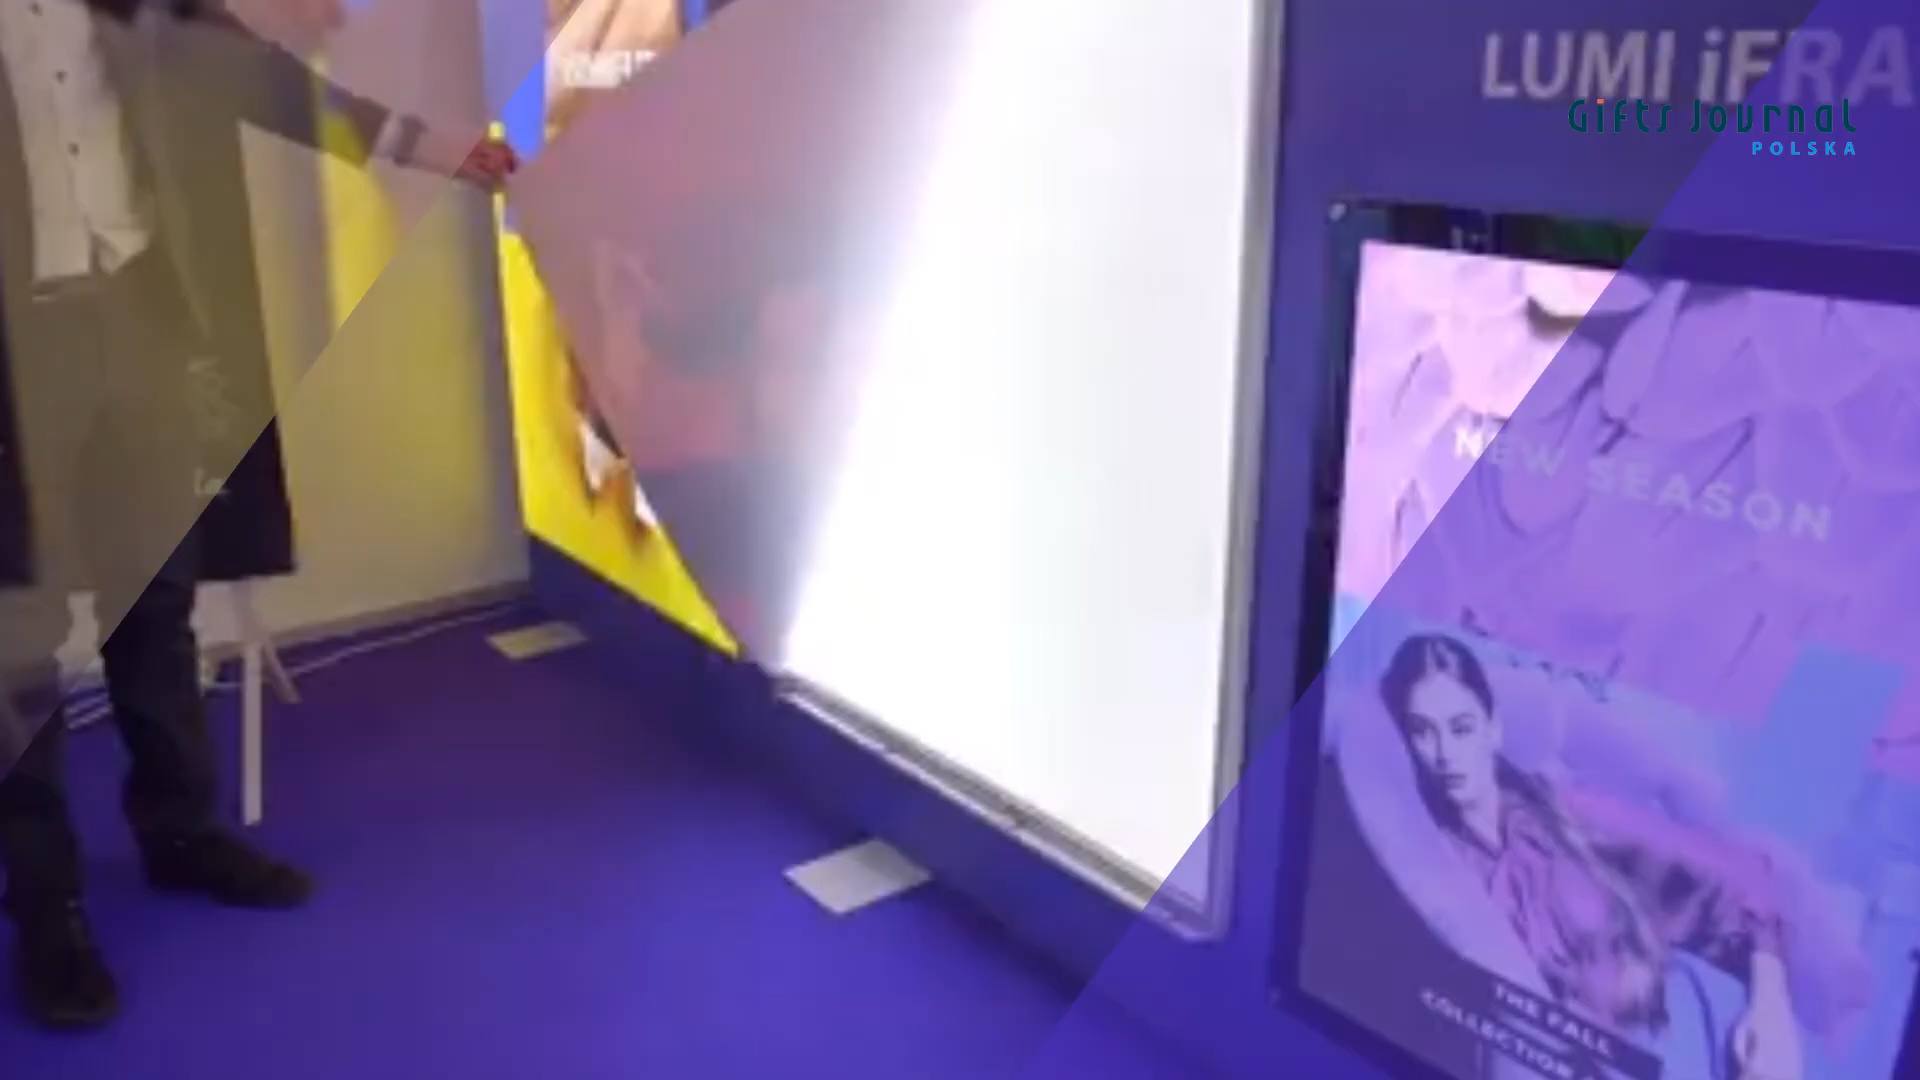 LUMI iFRA
Gifts Journal
POLSKA
NEW SEASON
THE FALL
COLLECTION